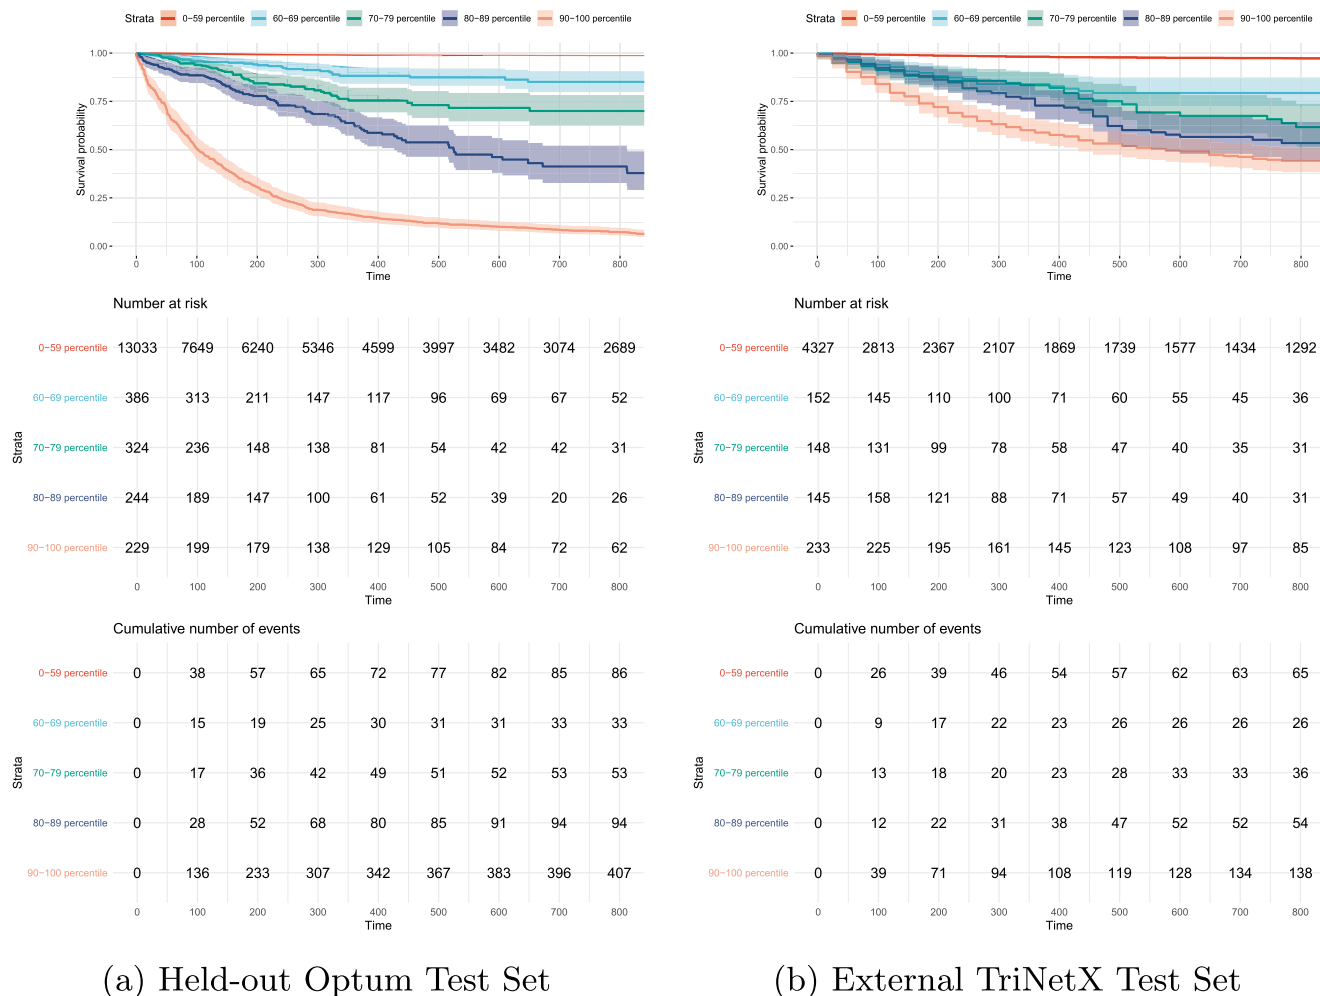 Strata 0−59 percentile 60−69 percentile 70−79 percentile 80−89 percentile 90−100 percentile
1.00
0.75
0.50
0.25
0.00
Survival probability
0 100 200 300 400 500 600 700 800
Time
Number at risk
0−59 percentile 13033 7649 6240 5346 4599 3997 3482 3074 2689
60−69 percentile 386 313 211 147 117 96 69 67 52
70−79 percentile 324 236 148 138 81 54 42 42 31
80−89 percentile 244 189 147 100 61 52 39 20 26
90−100 percentile 229 199 179 138 129 105 84 72 62
Strata
0 100 200 300 400 500 600 700 800
Time
Cumulative number of events
0−59 percentile 0 38 57 65 72 77 82 85 86
60−69 percentile 0 15 19 25 30 31 31 33 33
70−79 percentile 0 17 36 42 49 51 52 53 53
80−89 percentile 0 28 52 68 80 85 91 94 94
90−100 percentile 0 136 233 307 342 367 383 396 407
Strata
0 100 200 300 400 500 600 700 800
Time
(a) Held-out Optum Test Set
Strata 0−59 percentile 60−69 percentile 70−79 percentile 80−89 percentile 90−100 percentile
1.00
0.75
0.50
0.25
0.00
Survival probability
0 100 200 300 400 500 600 700 800
Time
Number at risk
0−59 percentile 4327 2813 2367 2107 1869 1739 1577 1434 1292
60−69 percentile 152 145 110 100 71 60 55 45 36
70−79 percentile 148 131 99 78 58 47 40 35 31
80−89 percentile 145 158 121 88 71 57 49 40 31
90−100 percentile 233 225 195 161 145 123 108 97 85
Strata
0 100 200 300 400 500 600 700 800
Time
Cumulative number of events
0−59 percentile 0 26 39 46 54 57 62 63 65
60−69 percentile 0 9 17 22 23 26 26 26 26
70−79 percentile 0 13 18 20 23 28 33 33 36
80−89 percentile 0 12 22 31 38 47 52 52 54
90−100 percentile 0 39 71 94 108 119 128 134 138
Strata
0 100 200 300 400 500 600 700 800
Time
(b) External TriNetX Test Set